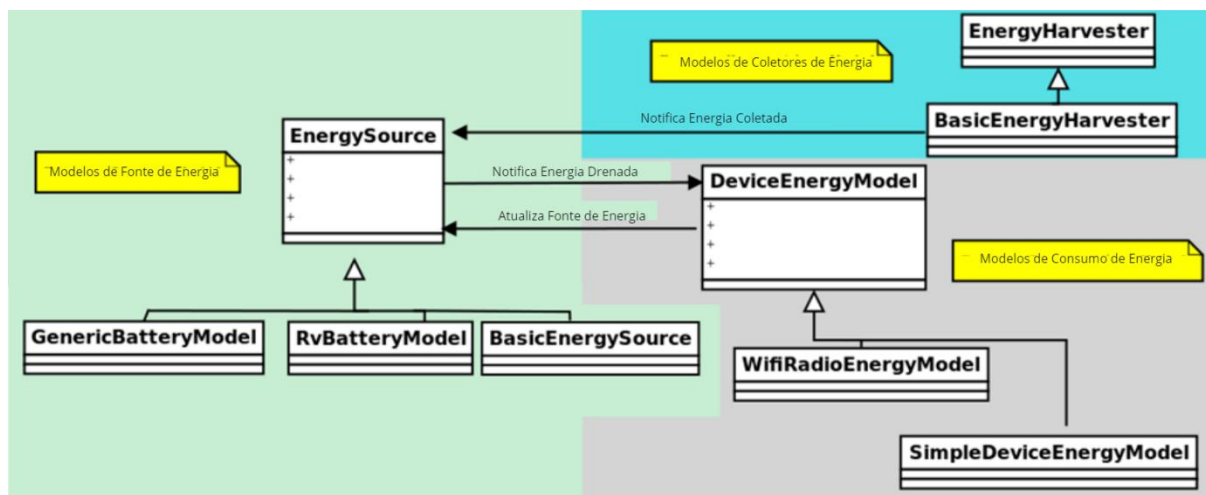 EnergyHarvester
Modelos de Coletores de Energia
BasicEnergyHarvester
Notifica Energia Coletada
EnergySource
+
+
+
+
Modelos de Fonte de Energia
Notifica Energia Drenada
DeviceEnergyModel
+
+
+
+
Atualiza Fonte de Energia
Modelos de Consumo de Energia
GenericBatteryModel
RvBatteryModel
BasicEnergySource
WifiRadioEnergyModel
SimpleDeviceEnergyModel